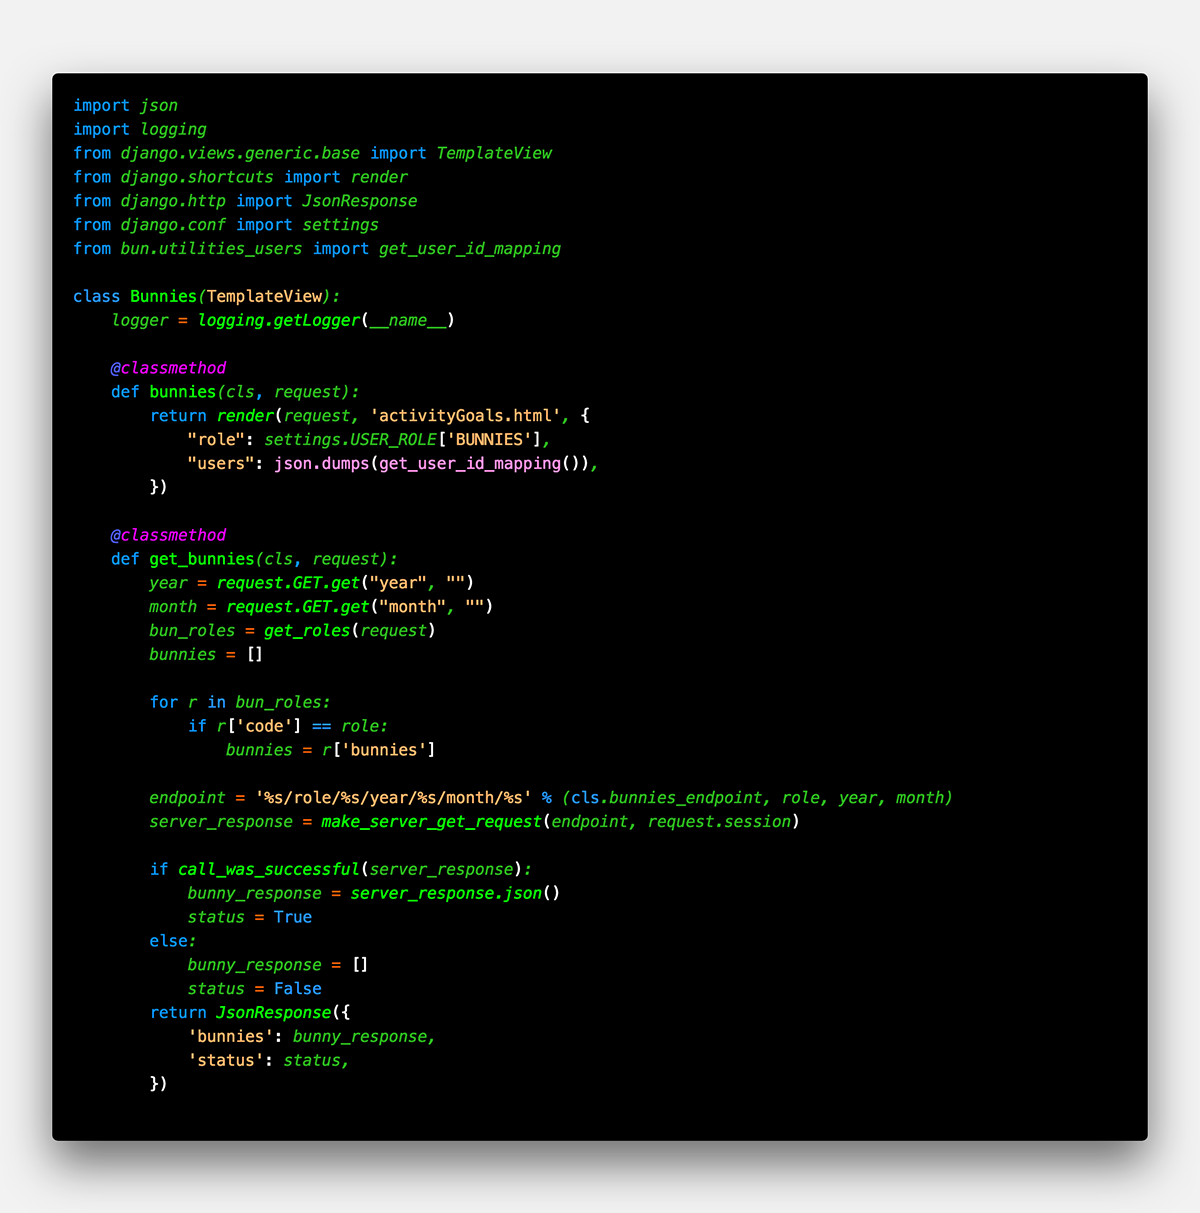 import json
import logging
from django.views.generic.base import TemplateView
from django.shortcuts import render
from django.http import JsonResponse
from django.conf import settings
from bun.utilities_users import get_user_id_mapping

class Bunnies(TemplateView):
    logger = logging.getLogger(__name__)

    @classmethod
    def bunnies(cls, request):
        return render(request, 'activityGoals.html', {
            "role": settings.USER_ROLE['BUNNIES'],
            "users": json.dumps(get_user_id_mapping()),
        })

    @classmethod
    def get_bunnies(cls, request):
        year = request.GET.get("year", "")
        month = request.GET.get("month", "")
        bun_roles = get_roles(request)
        bunnies = []

        for r in bun_roles:
            if r['code'] == role:
                bunnies = r['bunnies']

        endpoint = '%s/role/%s/year/%s/month/%s' % (cls.bunnies_endpoint, role, year, month)
        server_response = make_server_get_request(endpoint, request.session)

        if call_was_successful(server_response):
            bunny_response = server_response.json()
            status = True
        else:
            bunny_response = []
            status = False
        return JsonResponse({
            'bunnies': bunny_response,
            'status': status,
        })